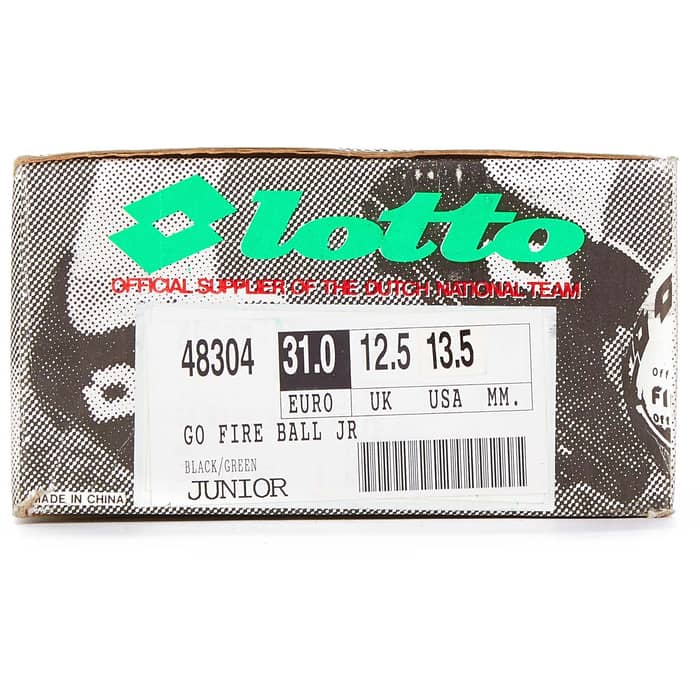 lotto
OFFICIAL SUPPLIER OF THE DUTCH NATIONAL TEAM
48304 31.0 12.5 13.5
EURO UK USA MM.
GO FIRE BALL JR
BLACK/GREEN
JUNIOR
MADE IN CHINA